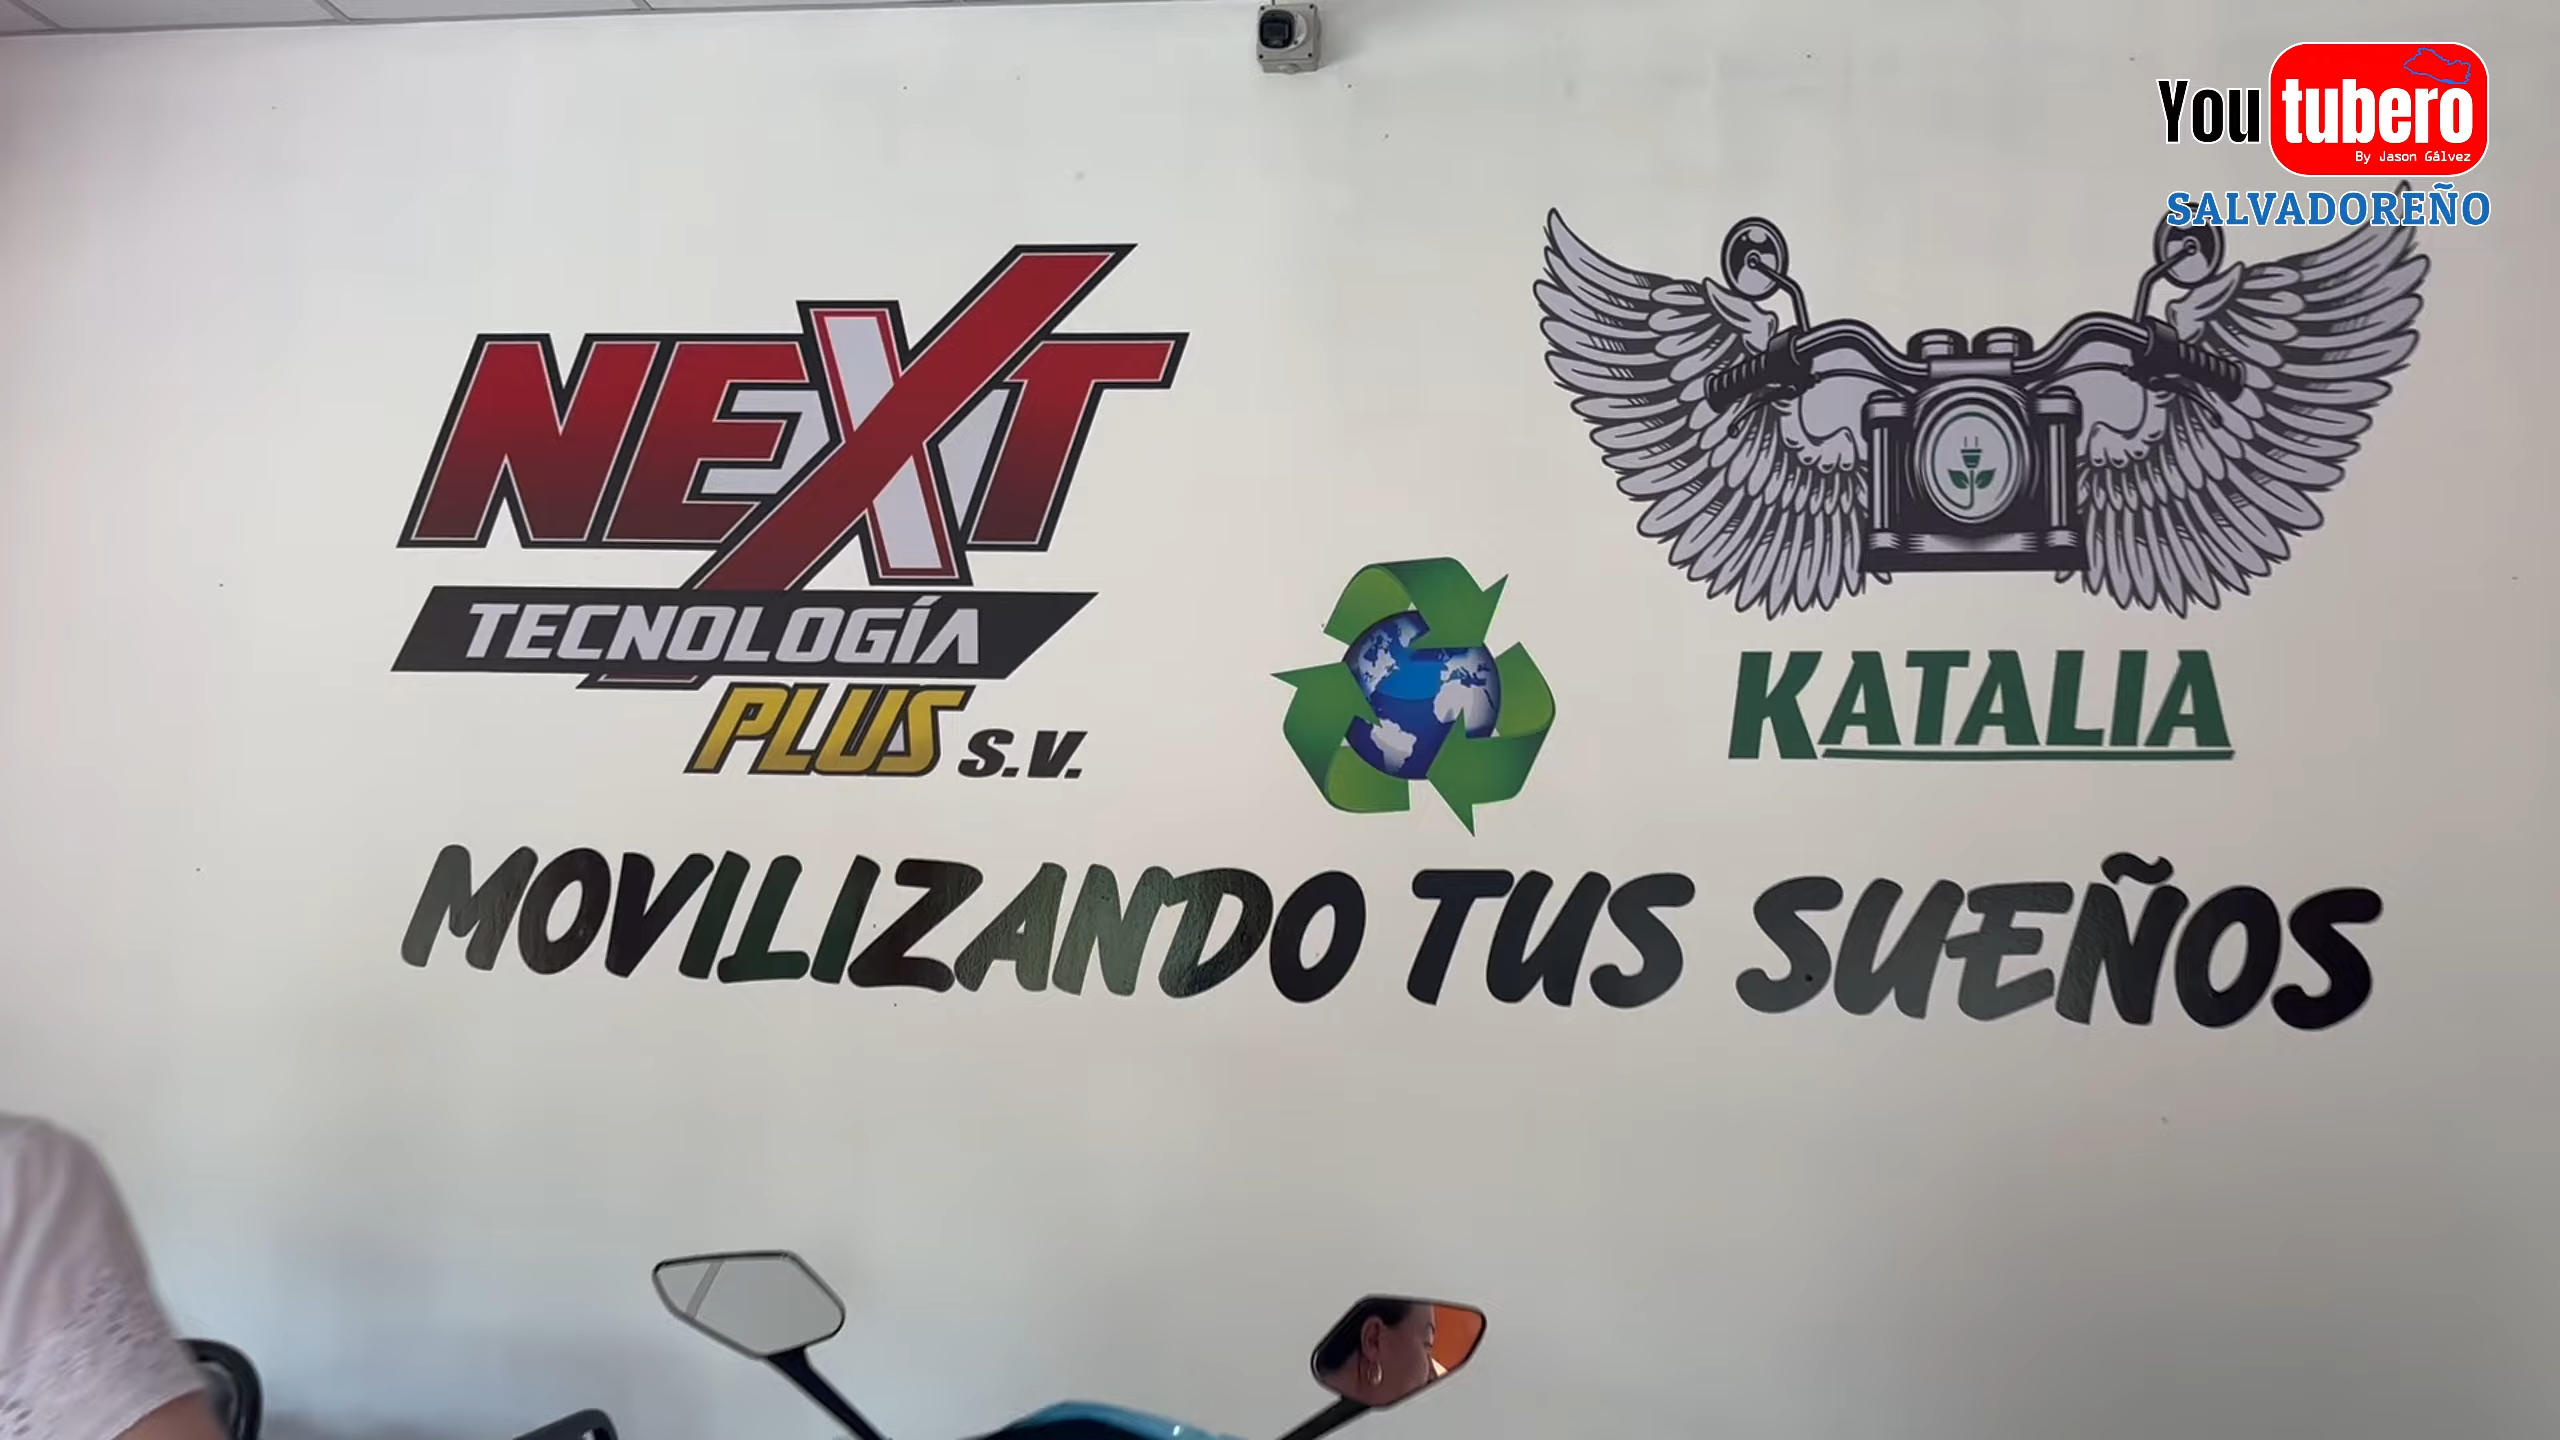 You tubero
By Jason Gálvez
SALVADOREÑO
NEXT
TECNOLOGÍA
PLUS S.V.
KATALIA
MOVILIZANDO TUS SUEÑOS